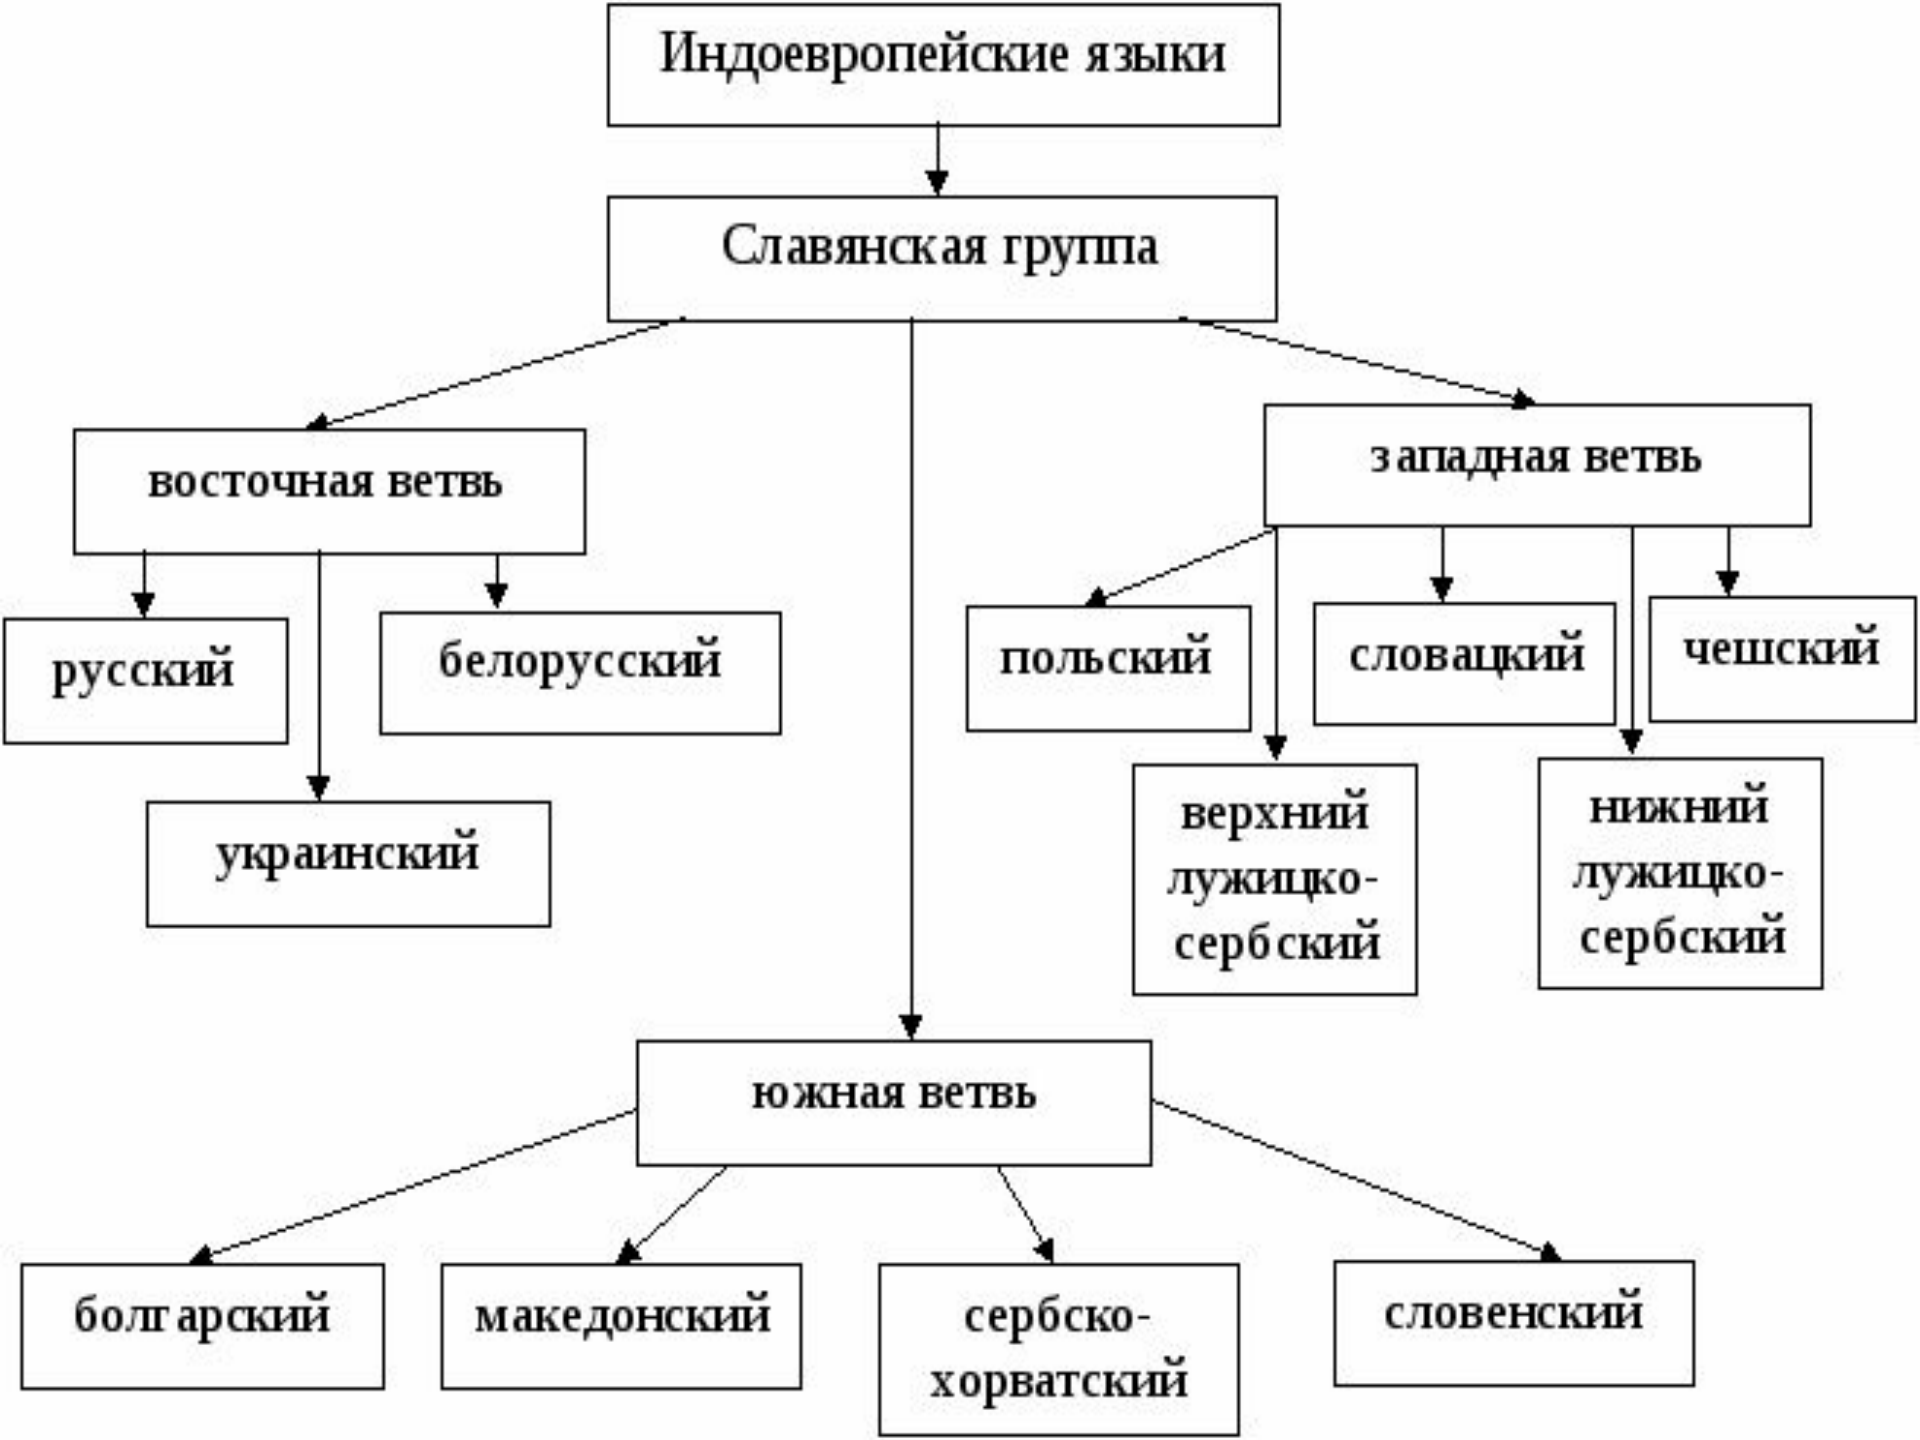 Индоевропейские языки
Славянская группа
восточная ветвь
западная ветвь
русский
белорусский
польский
словацкий
чешский
украинский
верхний
лужицко-
сербский
нижний
лужицко-
сербский
южная ветвь
болгарский
македонский
сербско-
хорватский
словенский